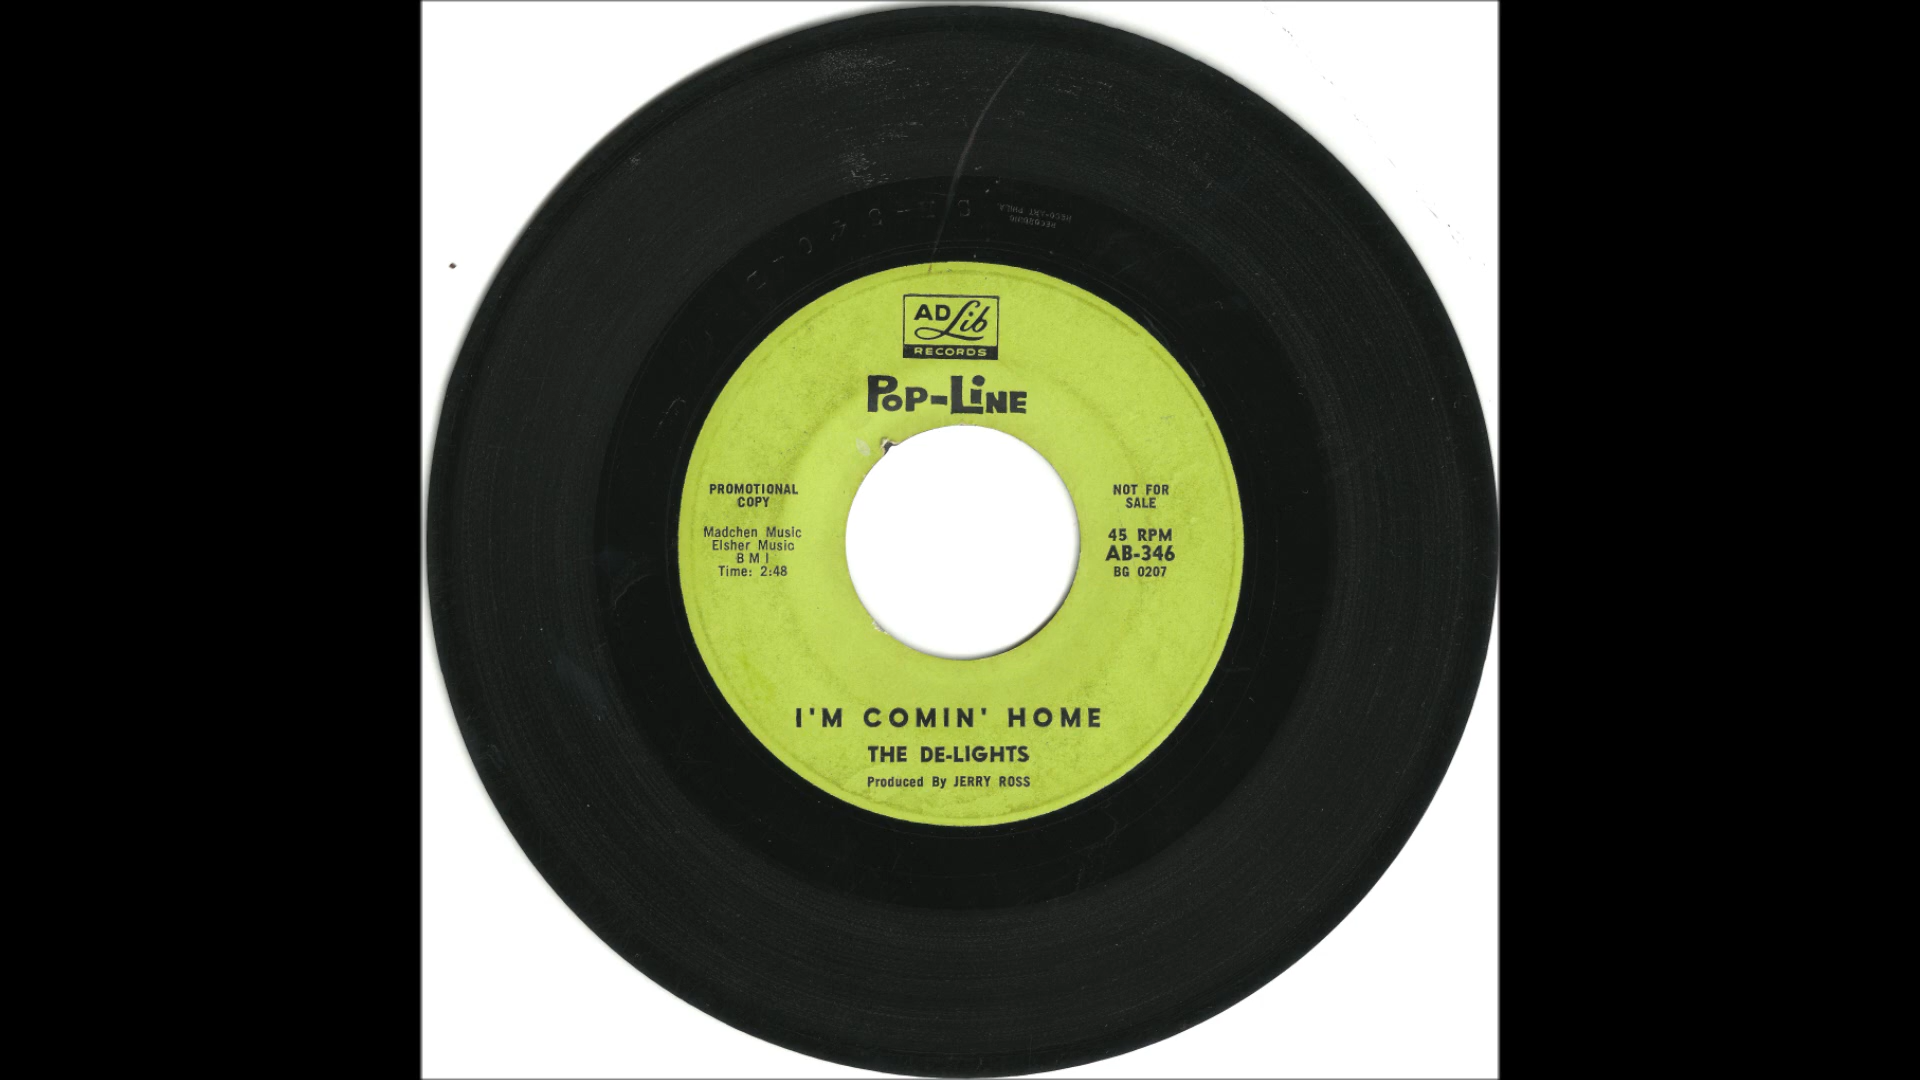 AD Lib
RECORDS
POP-LiNE
PROMOTIONAL
COPY
Madchen Music
Elsher Music
B M I
Time: 2:48
NOT FOR
SALE
45 RPM
AB-346
BG 0207
I'M COMIN' HOME
THE DE-LIGHTS
Produced By JERRY ROSS